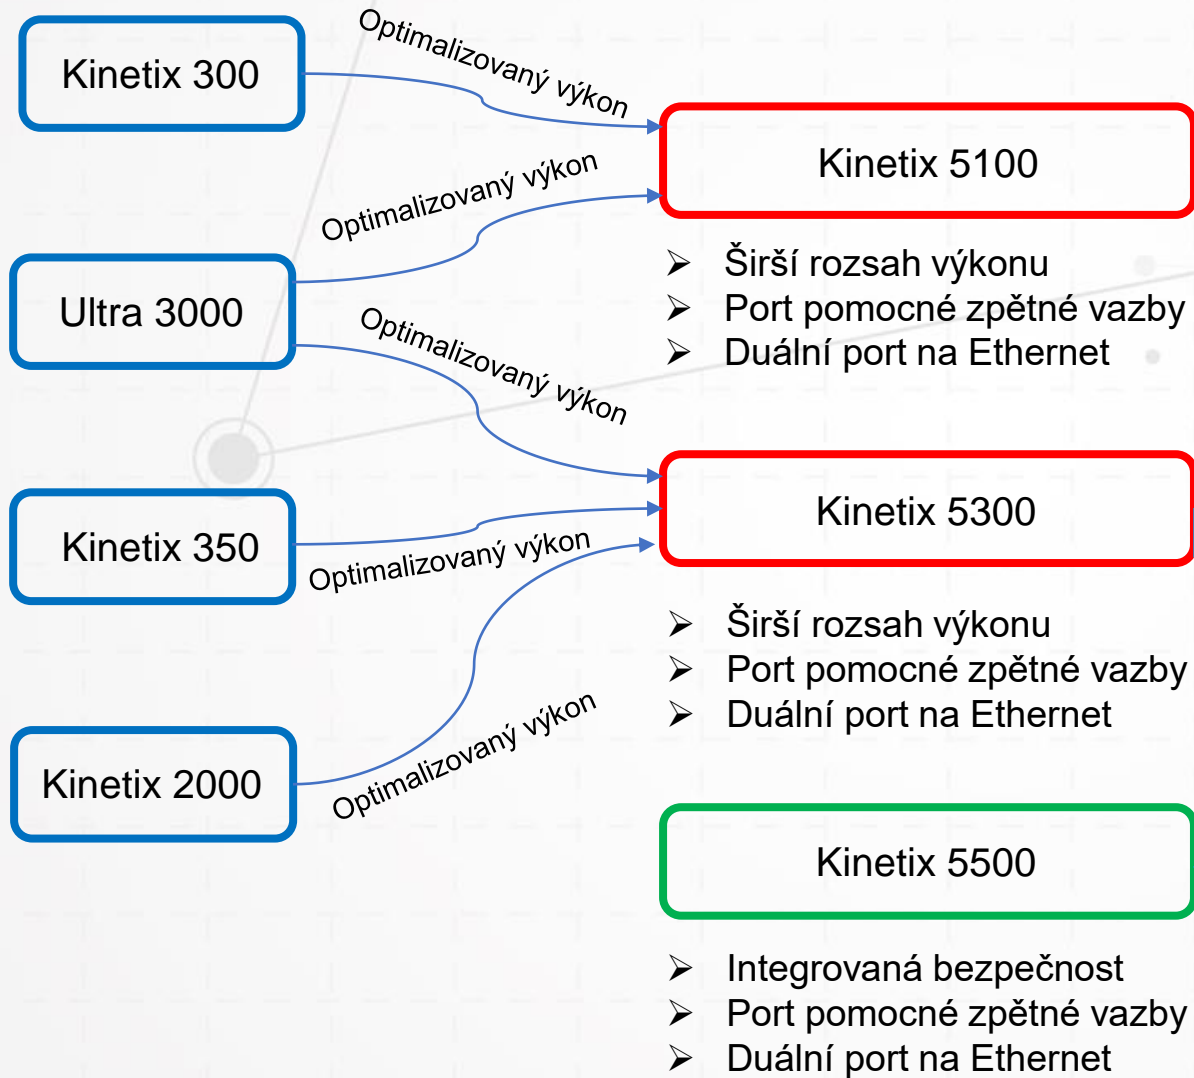 Kinetix 300
Optimalizovaný výkon
Kinetix 5100
Optimalizovaný výkon
➢ Širší rozsah výkonu
➢ Port pomocné zpětné vazby
➢ Duální port na Ethernet
Ultra 3000
Optimalizovaný výkon
Kinetix 5300
Kinetix 350
Optimalizovaný výkon
➢ Širší rozsah výkonu
➢ Port pomocné zpětné vazby
➢ Duální port na Ethernet
Kinetix 2000
Optimalizovaný výkon
Kinetix 5500
➢ Integrovaná bezpečnost
➢ Port pomocné zpětné vazby
➢ Duální port na Ethernet